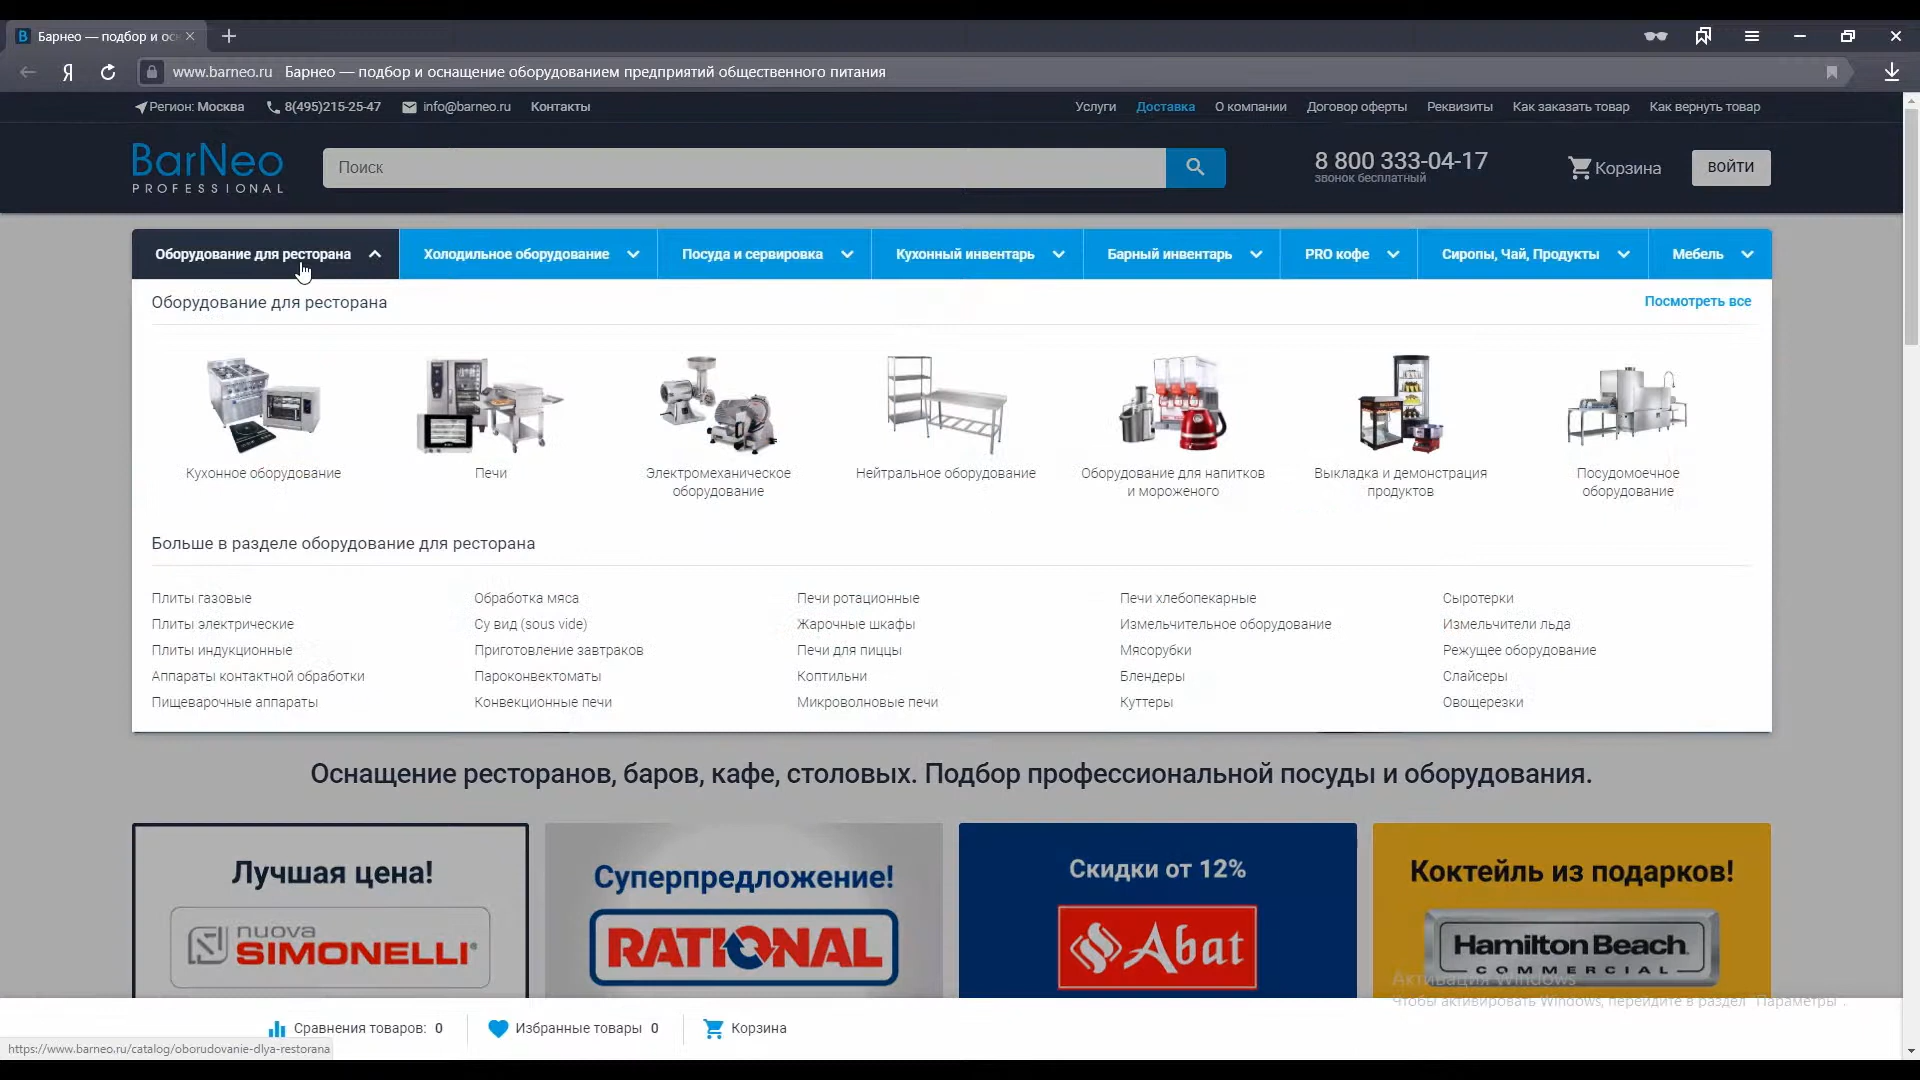 Барнео — подбор и ос
www.barneo.ru Барнео — подбор и оснащение оборудованием предприятий общественного питания
Регион: Москва 8(495)215-25-47 info@barneo.ru Контакты Услуги Доставка О компании Договор оферты Реквизиты Как заказать товар Как вернуть товар
BarNeo
PROFESSIONAL
Поиск
8 800 333-04-17
звонок бесплатный
Корзина
ВОЙТИ
Оборудование для ресторана Холодильное оборудование Посуда и сервировка Кухонный инвентарь Барный инвентарь PRO кофе Сиропы, Чай, Продукты Мебель
Оборудование для ресторана Посмотреть все
Кухонное оборудование
Печи
Электромеханическое
оборудование
Нейтральное оборудование
Оборудование для напитков
и мороженого
Выкладка и демонстрация
продуктов
Посудомоечное
оборудование
Больше в разделе оборудование для ресторана
Плиты газовые Обработка мяса Печи ротационные Печи хлебопекарные Сыротерки
Плиты электрические Су вид (sous vide) Жарочные шкафы Измельчительное оборудование Измельчители льда
Плиты индукционные Приготовление завтраков Печи для пиццы Мясорубки Режущее оборудование
Аппараты контактной обработки Пароконвектоматы Коптильни Блендеры Слайсеры
Пищеварочные аппараты Конвекционные печи Микроволновые печи Куттеры Овощерезки
Оснащение ресторанов, баров, кафе, столовых. Подбор профессиональной посуды и оборудования.
Лучшая цена!
nuova
SIMONELLI
Суперпредложение!
RATIONAL
Скидки от 12%
Abat
Коктейль из подарков!
Hamilton Beach
COMMERCIAL
Активация Windows
Чтобы активировать Windows, перейдите в раздел "Параметры".
Сравнения товаров: 0 Избранные товары 0 Корзина
https://www.barneo.ru/catalog/oborudovanie-dlya-restorana